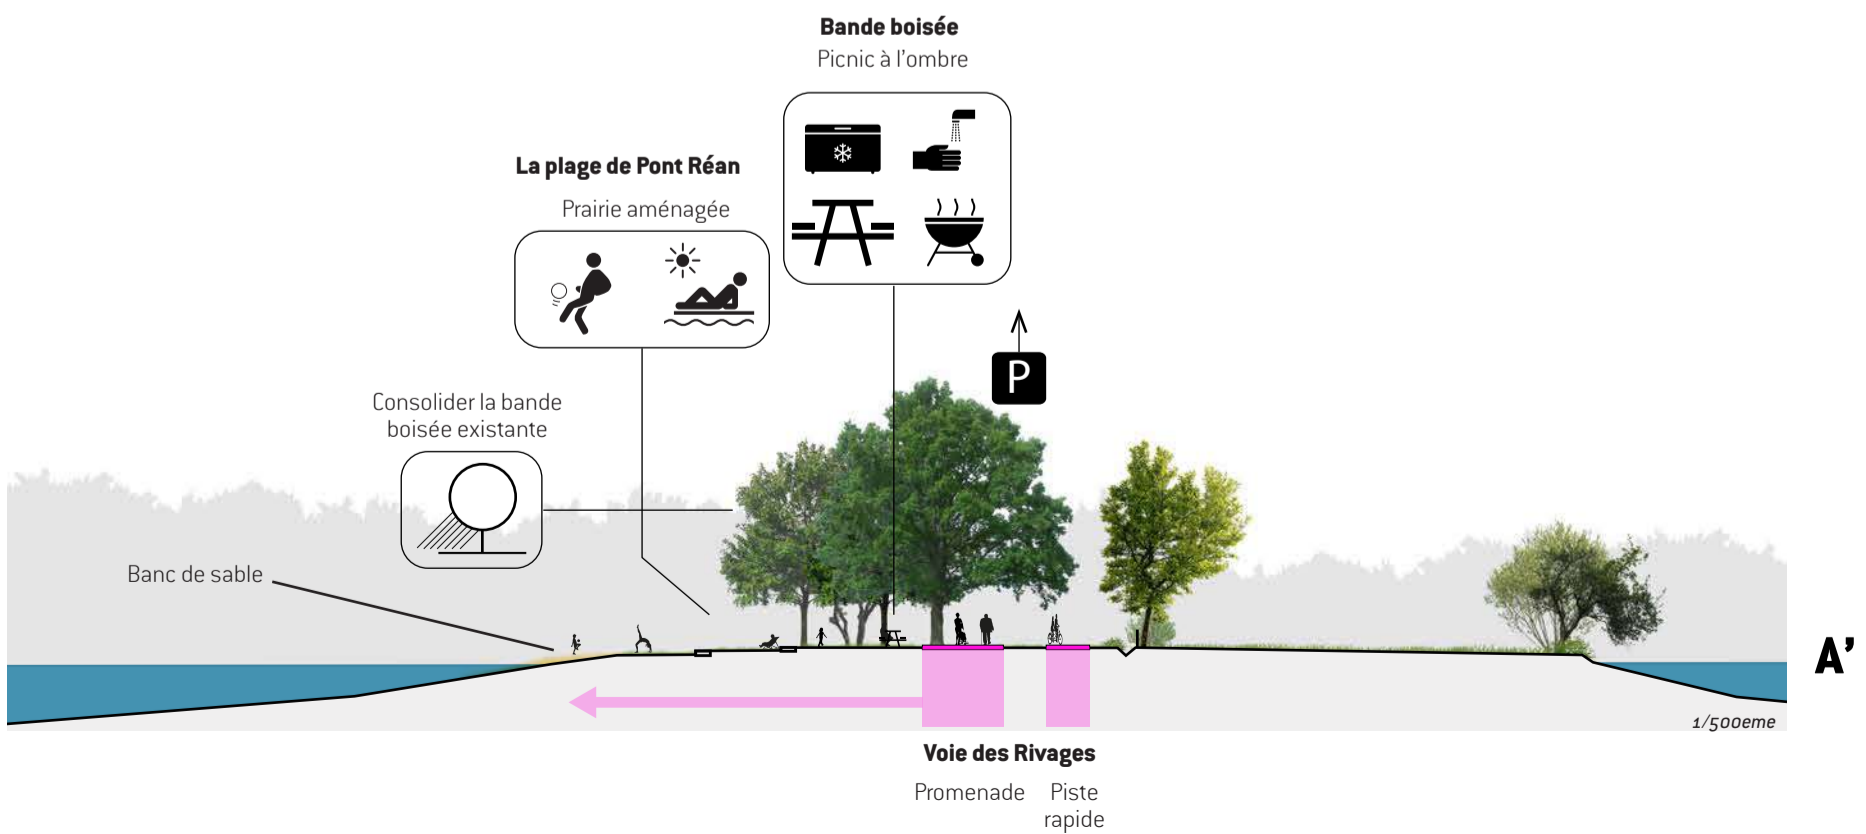 Bande boisée
Picnic à l'ombre
La plage de Pont Réan
Prairie aménagée
P
Consolider la bande
boisée existante
Banc de sable
A’
1/500eme
Voie des Rivages
Promenade
Piste
rapide